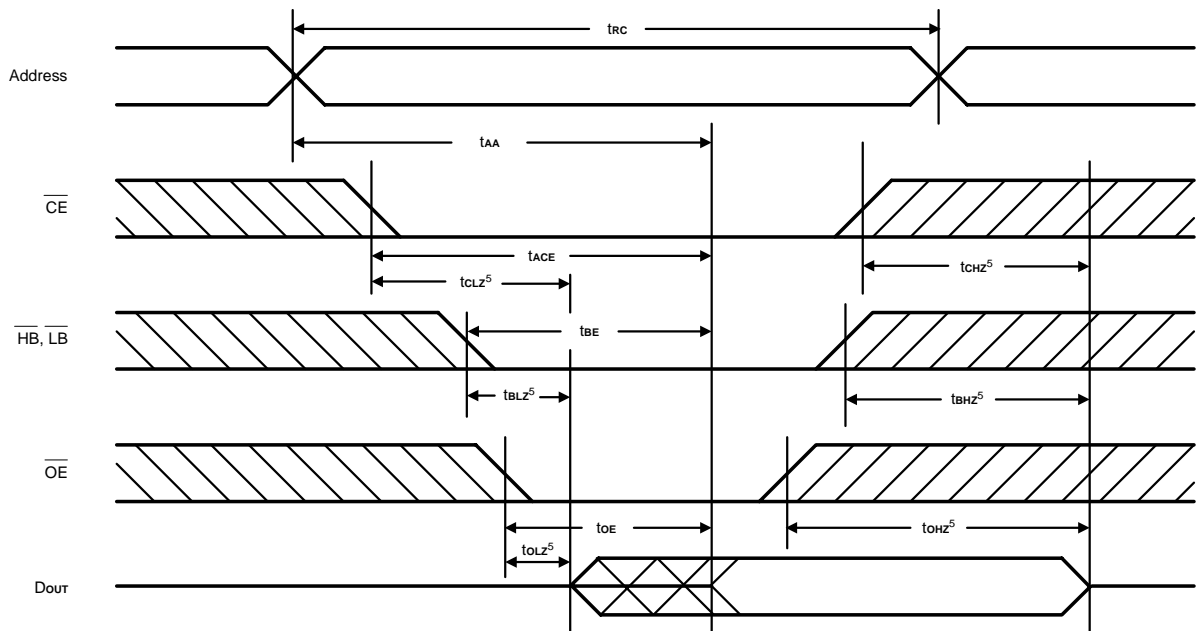 tRC
Address
tAA
CE
tACE
tCLZ5
tCHZ5
HB, LB
tBE
tBLZ5
tBHZ5
OE
tOE
tOHZ5
tOLZ5
DOUT